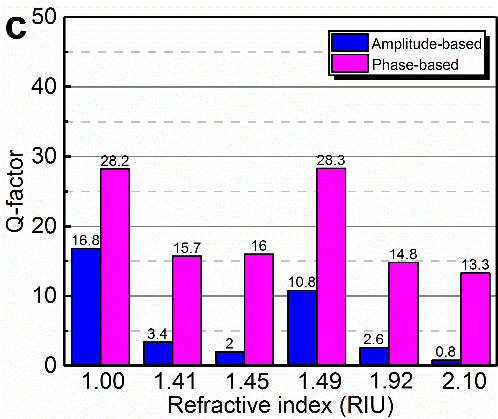 c
50
40
30
20
10
0
Q-factor
Amplitude-based
Phase-based
16.8 28.2 3.4 15.7 2 16 10.8 28.3 2.6 14.8 0.8 13.3
1.00 1.41 1.45 1.49 1.92 2.10
Refractive index (RIU)